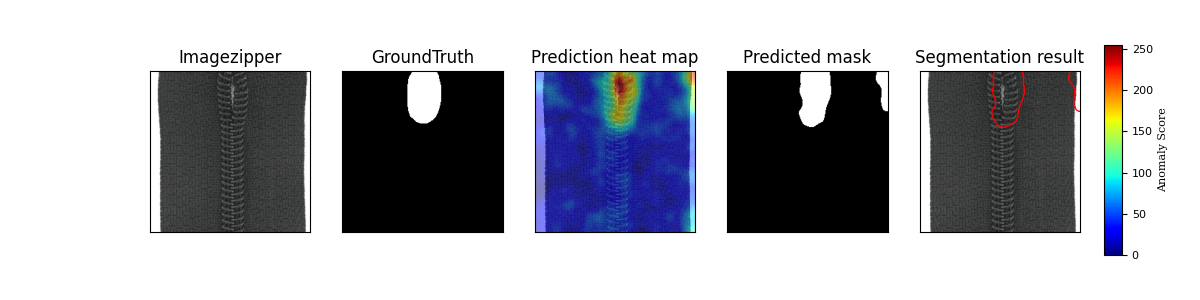 Imagezipper
GroundTruth
Prediction heat map
Predicted mask
Segmentation result
250
200
150
100
50
0
Anomaly Score